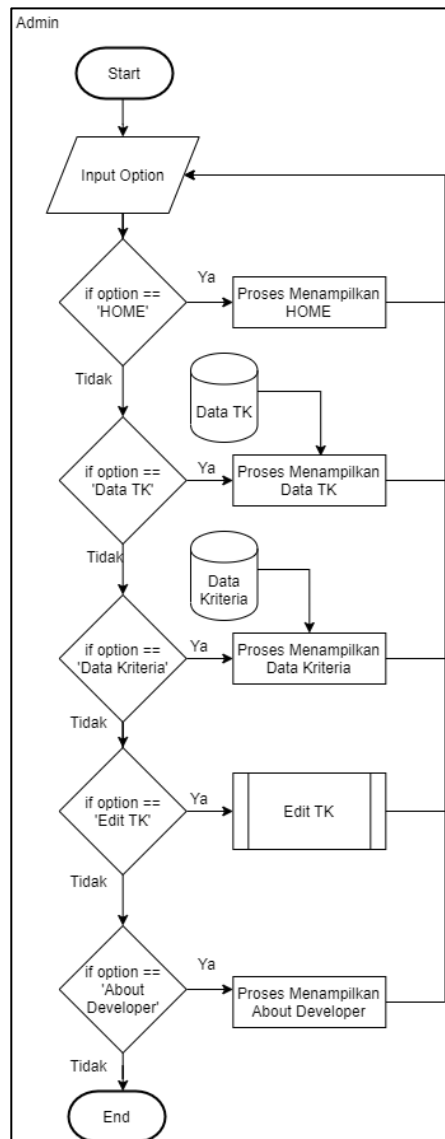 Admin
Start
Input Option
if option ==
'HOME'
Ya
Proses Menampilkan
HOME
Tidak
Data TK
if option ==
'Data TK'
Ya
Proses Menampilkan
Data TK
Tidak
Data
Kriteria
if option ==
'Data Kriteria'
Ya
Proses Menampilkan
Data Kriteria
Tidak
if option ==
'Edit TK'
Ya
Edit TK
Tidak
if option ==
'About
Developer'
Ya
Proses Menampilkan
About Developer
Tidak
End